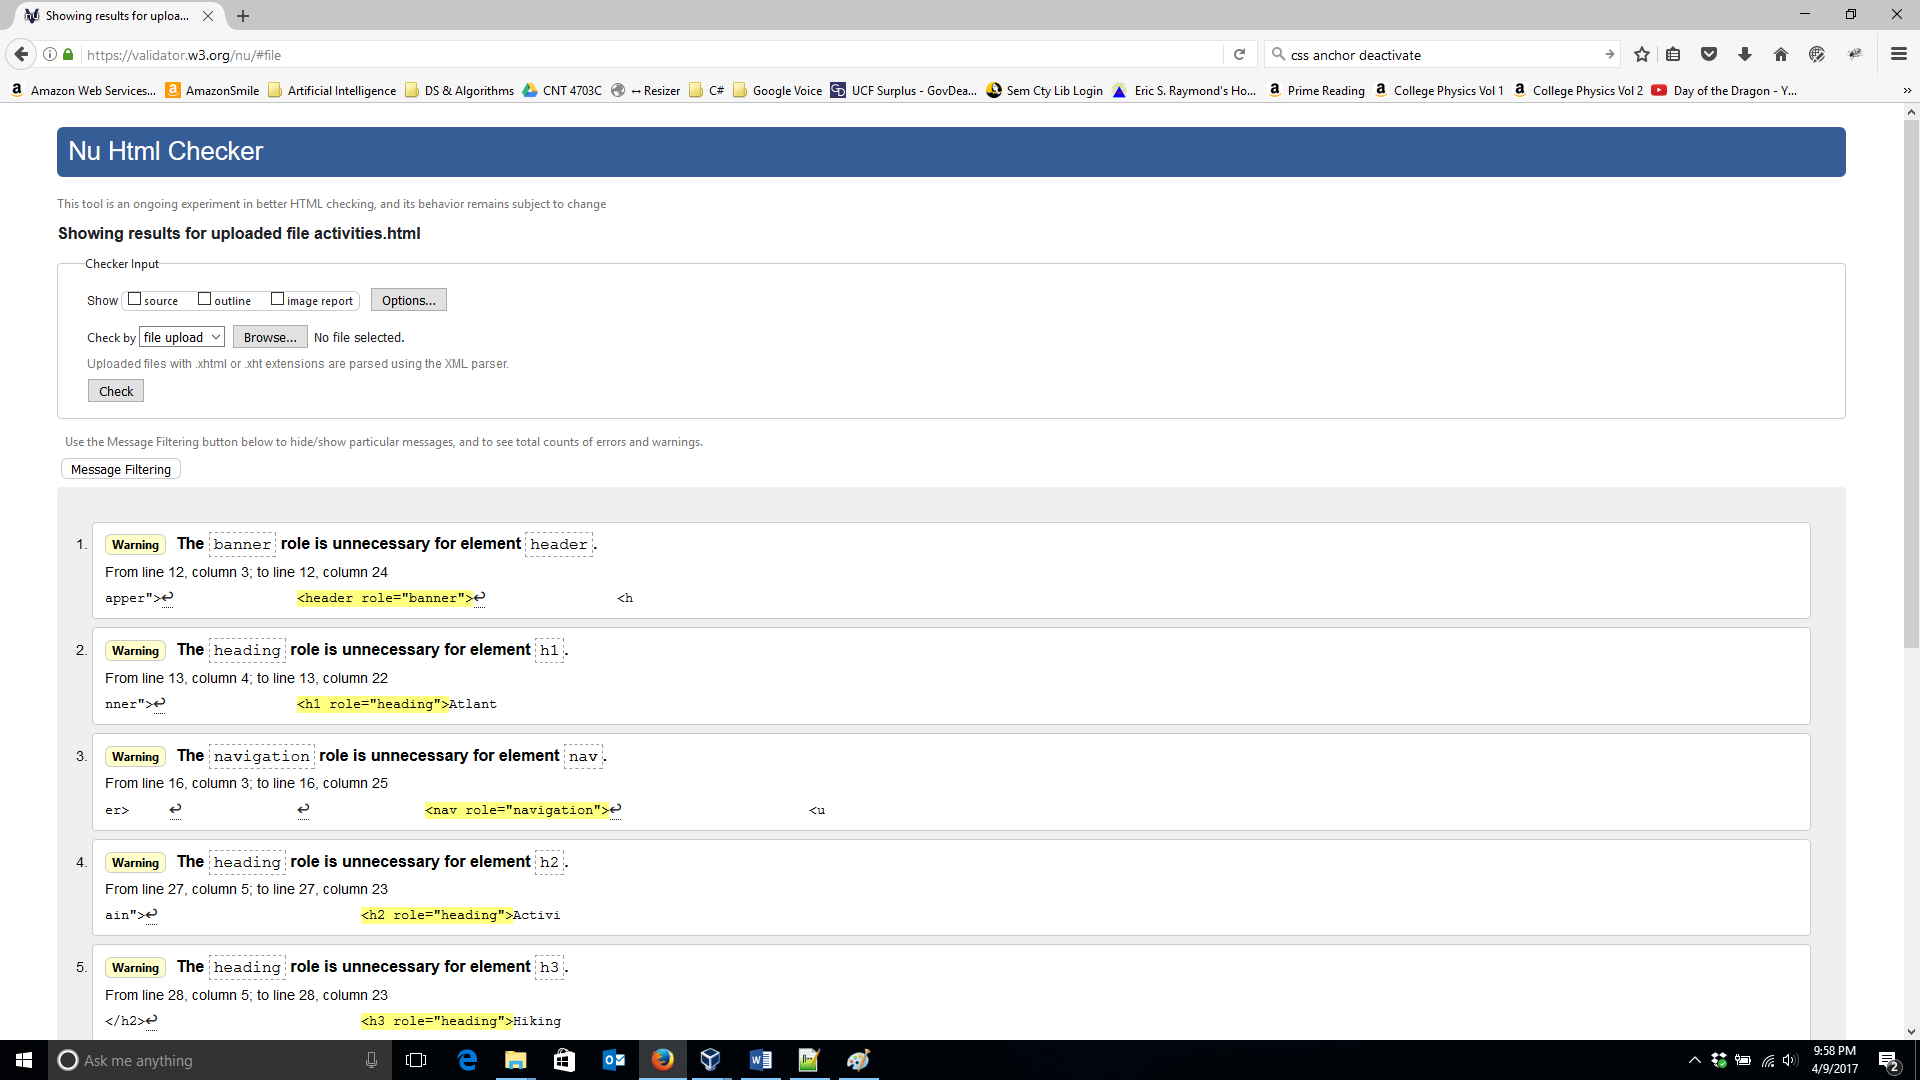 Showing results for uploa...
https://validator.w3.org/nu/#file
css anchor deactivate
Amazon Web Services... AmazonSmile Artificial Intelligence DS & Algorithms CNT 4703C ↔ Resizer C# Google Voice UCF Surplus - GovDea... Sem Cty Lib Login Eric S. Raymond's Ho... Prime Reading College Physics Vol 1 College Physics Vol 2 Day of the Dragon - Y...
Nu Html Checker
This tool is an ongoing experiment in better HTML checking, and its behavior remains subject to change
Showing results for uploaded file activities.html
Checker Input
Show source outline image report Options...
Check by file upload Browse... No file selected.
Uploaded files with .xhtml or .xht extensions are parsed using the XML parser.
Check
Use the Message Filtering button below to hide/show particular messages, and to see total counts of errors and warnings.
Message Filtering
1. Warning The banner role is unnecessary for element header.
From line 12, column 3; to line 12, column 24
apper">↩ <header role="banner">↩ <h
2. Warning The heading role is unnecessary for element h1.
From line 13, column 4; to line 13, column 22
nner">↩ <h1 role="heading">Atlant
3. Warning The navigation role is unnecessary for element nav.
From line 16, column 3; to line 16, column 25
er> ↩ ↩ <nav role="navigation">↩ <u
4. Warning The heading role is unnecessary for element h2.
From line 27, column 5; to line 27, column 23
ain">↩ <h2 role="heading">Activi
5. Warning The heading role is unnecessary for element h3.
From line 28, column 5; to line 28, column 23
</h2>↩ <h3 role="heading">Hiking
Ask me anything
9:58 PM
4/9/2017
2